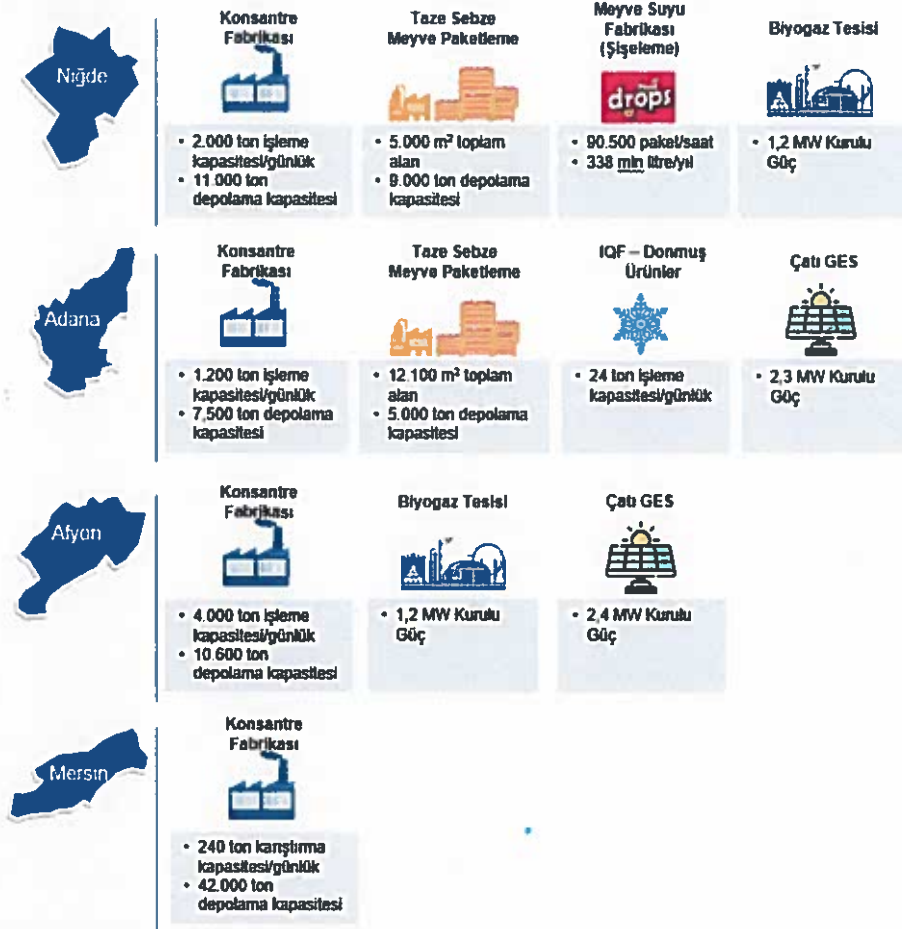 Niğde
Konsantre
Fabrikası
• 2.000 ton işleme
kapasitesi/günlük
• 11.000 ton
depolama kapasitesi
Taze Sebze
Meyve Paketleme
• 5.000 m² toplam
alan
• 9.000 ton depolama
kapasitesi
Meyve Suyu
Fabrikası
(Şişeleme)
drops
• 90.500 paket/saat
• 338 mln litre/yıl
Biyogaz Tesisi
• 1,2 MW Kurulu
Güç
Adana
Konsantre
Fabrikası
• 1.200 ton işleme
kapasitesi/günlük
• 7,500 ton depolama
kapasitesi
Taze Sebze
Meyve Paketleme
• 12.100 m² toplam
alan
• 5.000 ton depolama
kapasitesi
IQF – Donmuş
Ürünler
• 24 ton işleme
kapasitesi/günlük
Çatı GES
• 2,3 MW Kurulu
Güç
Afyon
Konsantre
Fabrikası
• 4.000 ton işleme
kapasitesi/günlük
• 10.600 ton
depolama kapasitesi
Biyogaz Tesisi
• 1,2 MW Kurulu
Güç
Çatı GES
• 2,4 MW Kurulu
Güç
Mersin
Konsantre
Fabrikası
• 240 ton karıştırma
kapasitesi/günlük
• 42.000 ton
depolama kapasitesi